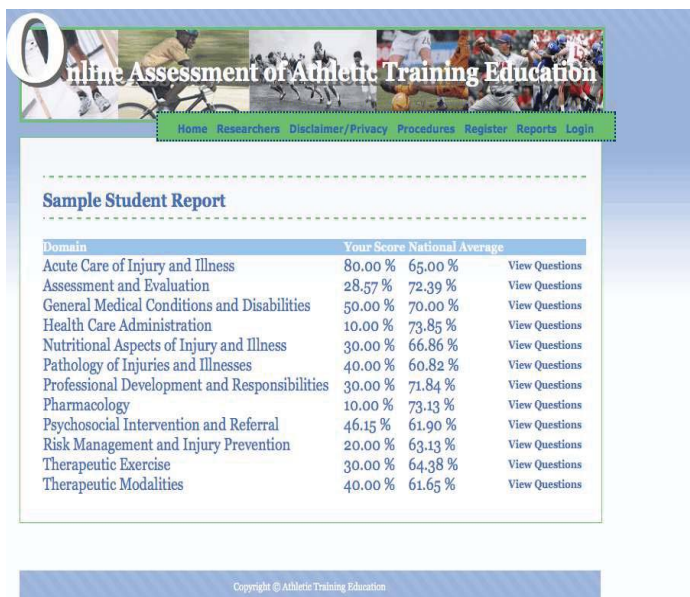 Online Assessment of Athletic Training Education
Home Researchers Disclaimer/Privacy Procedures Register Reports Login
Sample Student Report
Domain Your Score National Average
Acute Care of Injury and Illness 80.00 % 65.00 % View Questions
Assessment and Evaluation 28.57 % 72.39 % View Questions
General Medical Conditions and Disabilities 50.00 % 70.00 % View Questions
Health Care Administration 10.00 % 73.85 % View Questions
Nutritional Aspects of Injury and Illness 30.00 % 66.86 % View Questions
Pathology of Injuries and Illnesses 40.00 % 60.82 % View Questions
Professional Development and Responsibilities 30.00 % 71.84 % View Questions
Pharmacology 10.00 % 73.13 % View Questions
Psychosocial Intervention and Referral 46.15 % 61.90 % View Questions
Risk Management and Injury Prevention 20.00 % 63.13 % View Questions
Therapeutic Exercise 30.00 % 64.38 % View Questions
Therapeutic Modalities 40.00 % 61.65 % View Questions
Copyright © Athletic Training Education